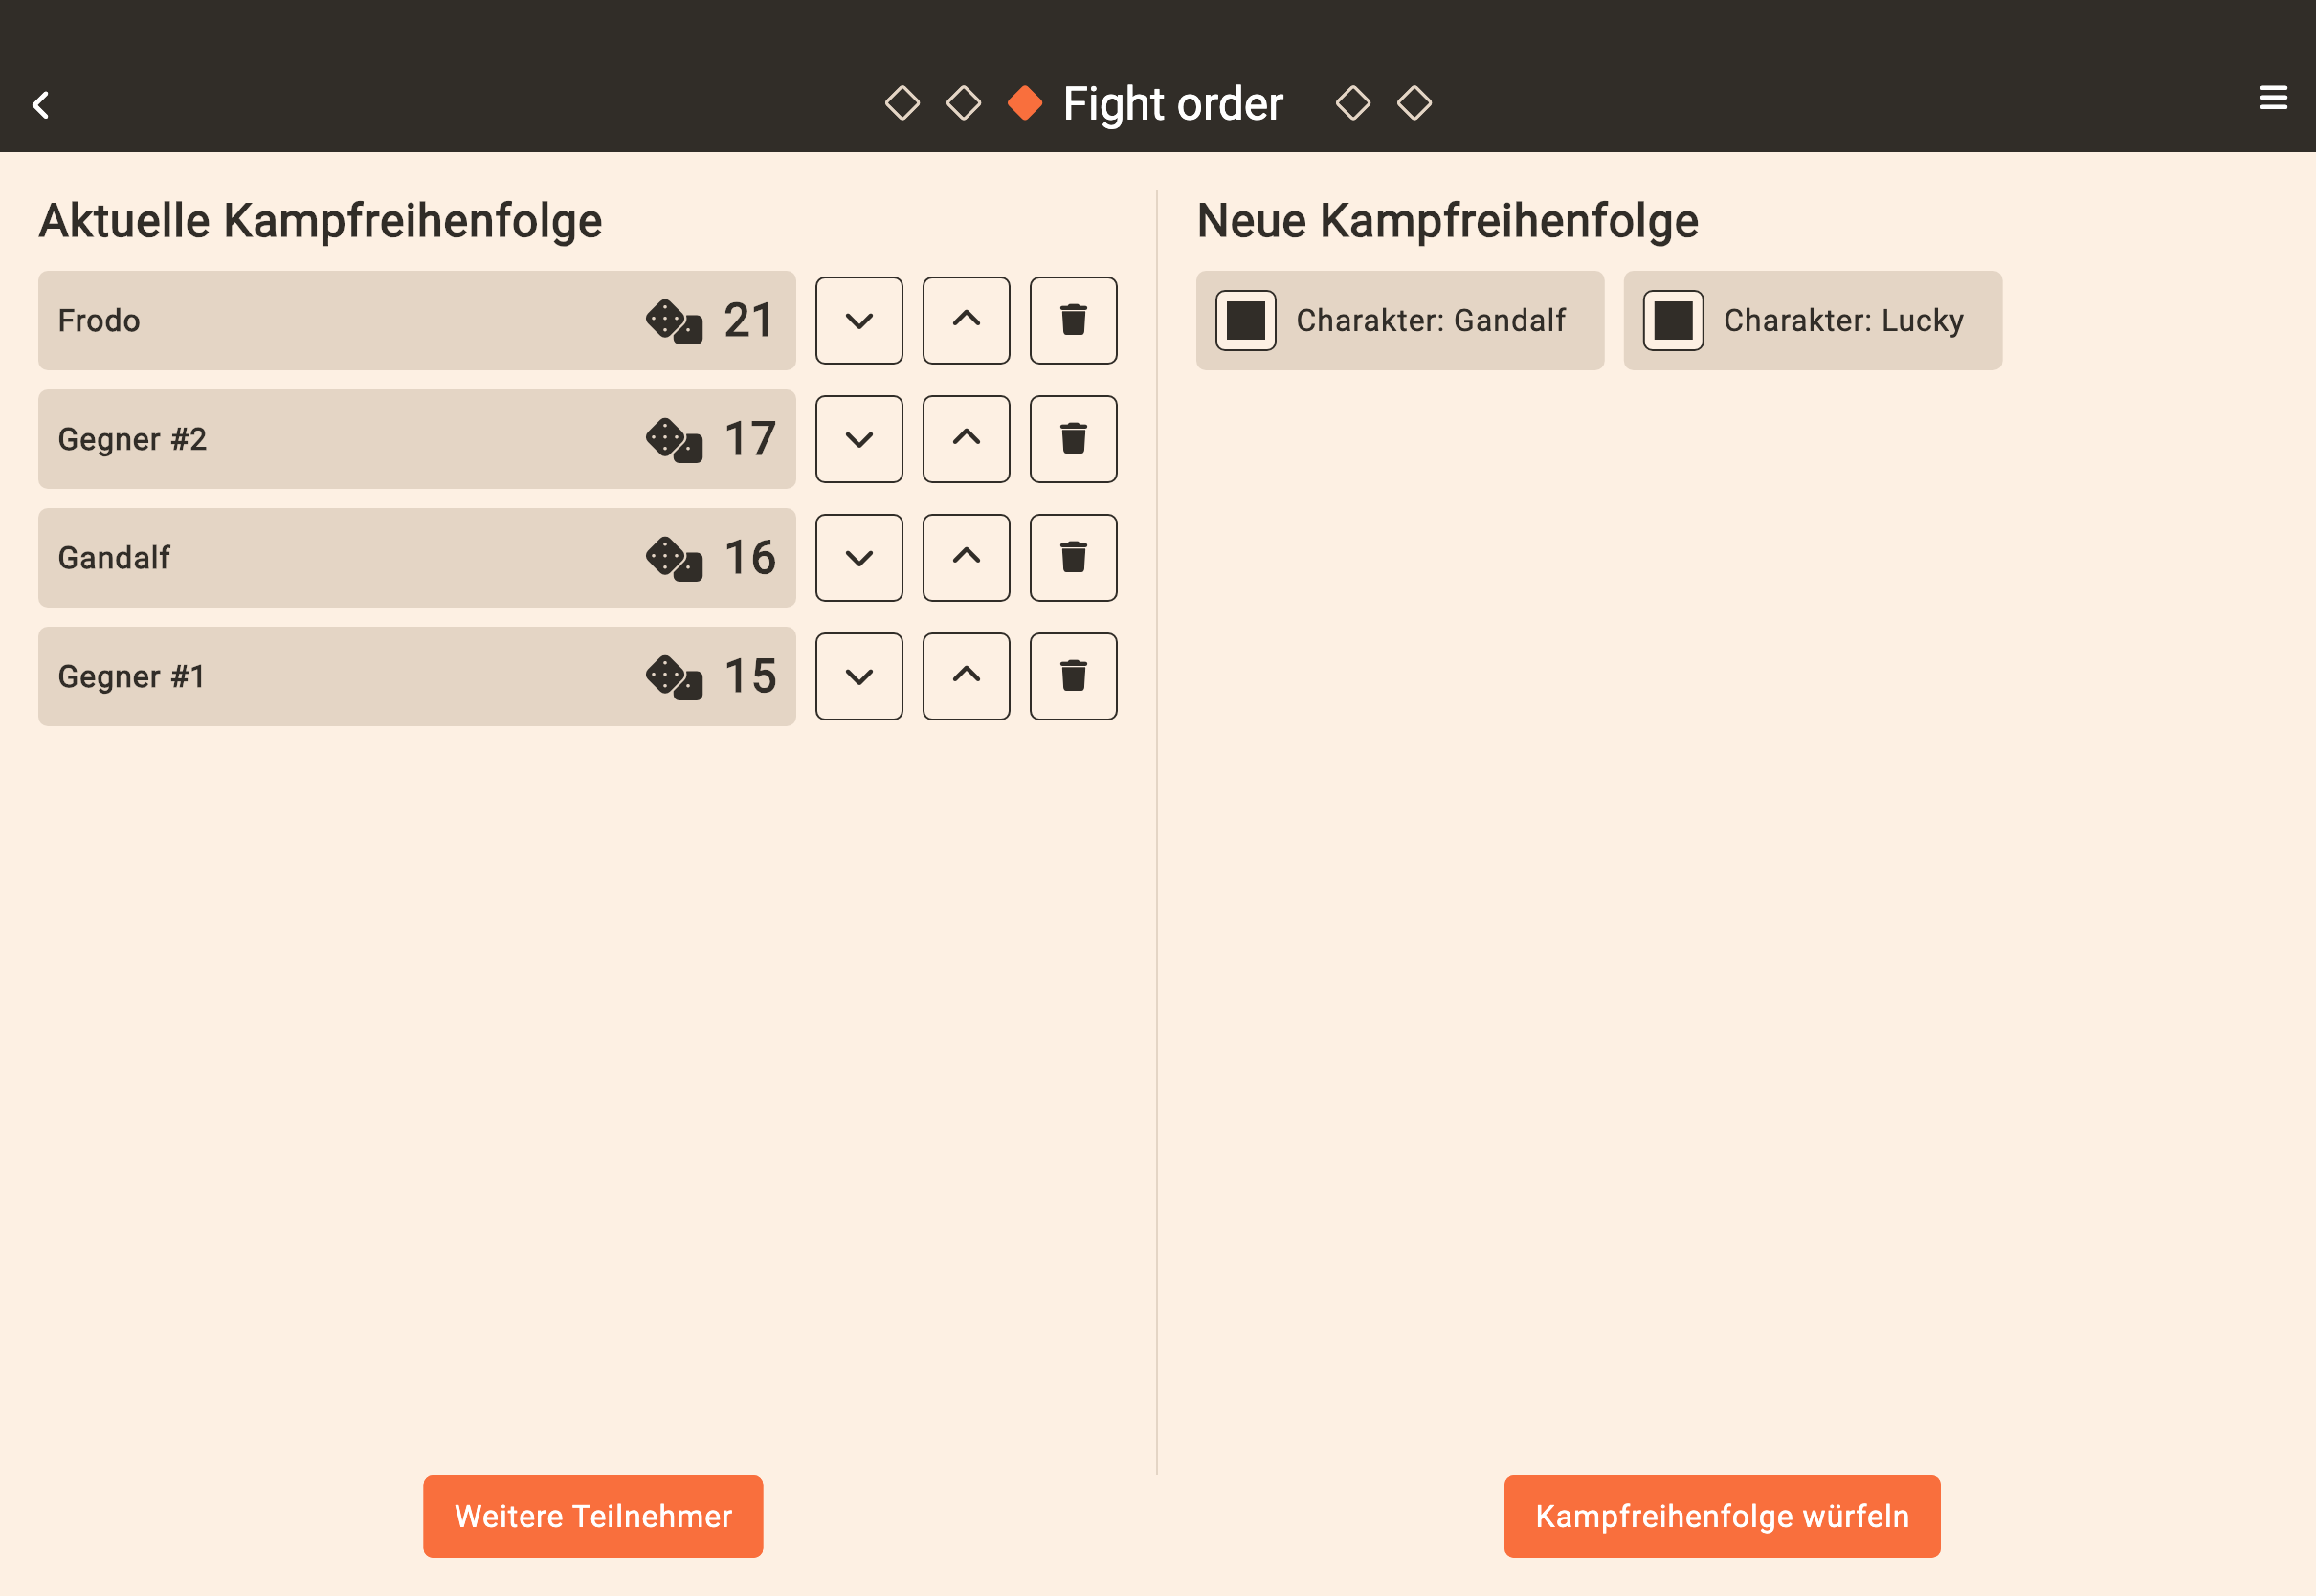 Fight order
Aktuelle Kampfreihenfolge
Frodo 21
Gegner #2 17
Gandalf 16
Gegner #1 15
Weitere Teilnehmer
Neue Kampfreihenfolge
Charakter: Gandalf
Charakter: Lucky
Kampfreihenfolge würfeln